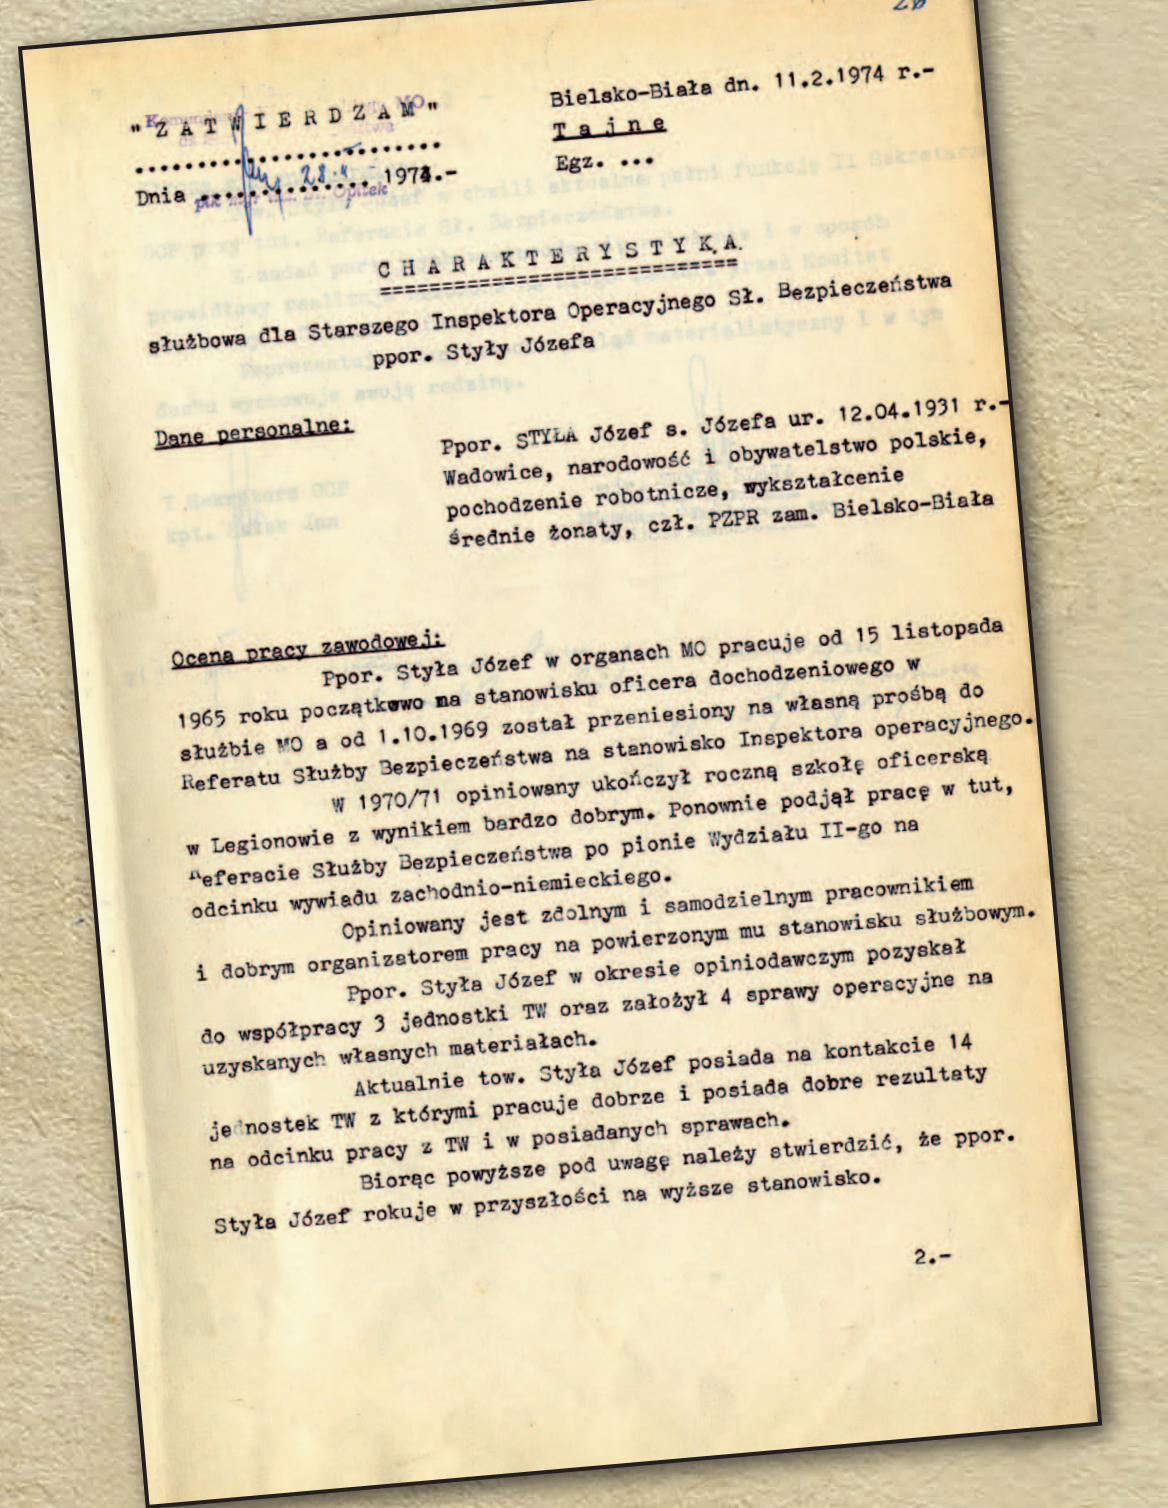 26
"ZATWIERDZAM"
Bielsko-Biała dn. 11.2.1974 r.-
Tajne
Egz. ...
Dnia 28. 1974.-
CHARAKTERYSTYKA
służbowa dla Starszego Inspektora Operacyjnego Sł. Bezpieczeństwa
ppor. Styły Józefa
Dane personalne:
Ppor. STYŁA Józef s. Józefa ur. 12.04.1931 r.-
Wadowice, narodowość i obywatelstwo polskie,
pochodzenie robotnicze, wykształcenie
średnie żonaty, czł. PZPR zam. Bielsko-Biała
Ocena pracy zawodowej:
Ppor. Styła Józef w organach MO pracuje od 15 listopada
1965 roku początkowo na stanowisku oficera dochodzeniowego w
służbie MO a od 1.10.1969 został przeniesiony na własną prośbą do
Referatu Służby Bezpieczeństwa na stanowisko Inspektora operacyjnego.
W 1970/71 opiniowany ukończył roczną szkołę oficerską
w Legionowie z wynikiem bardzo dobrym. Ponownie podjął pracę w tut,
Referacie Służby Bezpieczeństwa po pionie Wydziału II-go na
odcinku wywiadu zachodnio-niemieckiego.
Opiniowany jest zdolnym i samodzielnym pracownikiem
i dobrym organizatorem pracy na powierzonym mu stanowisku służbowym.
Ppor. Styła Józef w okresie opiniodawczym pozyskał
do współpracy 3 jednostki TW oraz założył 4 sprawy operacyjne na
uzyskanych własnych materiałach.
Aktualnie tow. Styła Józef posiada na kontakcie 14
jednostek TW z którymi pracuje dobrze i posiada dobre rezultaty
na odcinku pracy z TW i w posiadanych sprawach.
Biorąc powyższe pod uwagę należy stwierdzić, że ppor.
Styła Józef rokuje w przyszłości na wyższe stanowisko.
2.-